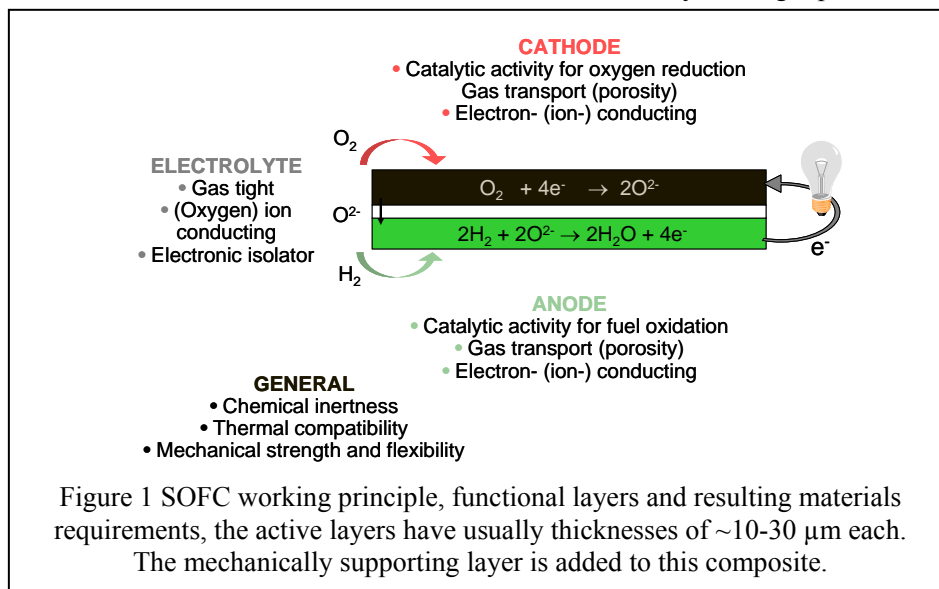 CATHODE
• Catalytic activity for oxygen reduction
Gas transport (porosity)
• Electron- (ion-) conducting
O₂
ELECTROLYTE
• Gas tight
• (Oxygen) ion
conducting
• Electronic isolator
O₂ + 4e⁻ → 2O²⁻
O²⁻
2H₂ + 2O²⁻ → 2H₂O + 4e⁻
e⁻
H₂
ANODE
• Catalytic activity for fuel oxidation
• Gas transport (porosity)
• Electron- (ion-) conducting
GENERAL
• Chemical inertness
• Thermal compatibility
• Mechanical strength and flexibility
Figure 1 SOFC working principle, functional layers and resulting materials
requirements, the active layers have usually thicknesses of ~10-30 µm each.
The mechanically supporting layer is added to this composite.